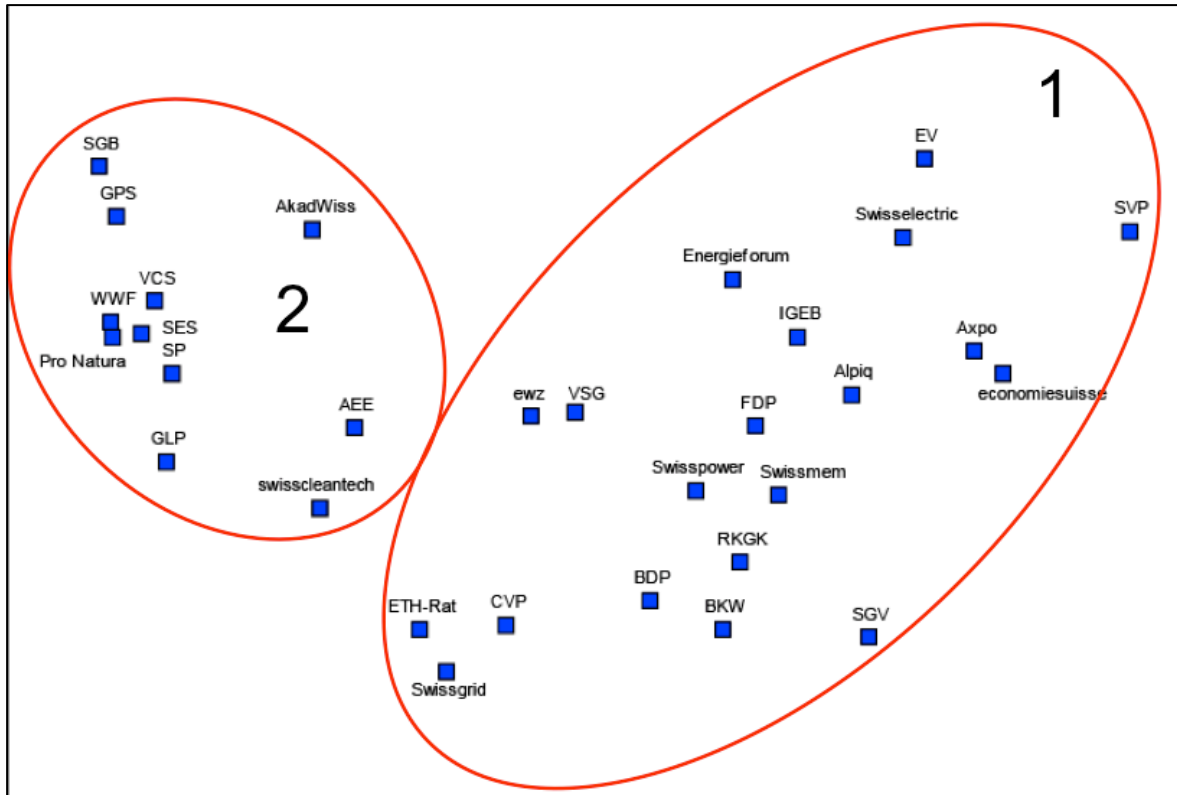 1
EV
SGB
GPS
AkadWiss
SVP
Swisselectric
Energieforum
VCS
WWF
2
IGEB
SES
Axpo
SP
Pro Natura
Alpiq
economiesuisse
ewz
VSG
AEE
FDP
GLP
Swisspower
Swissmem
swisscleantech
RKGK
BDP
ETH-Rat
CVP
BKW
SGV
Swissgrid